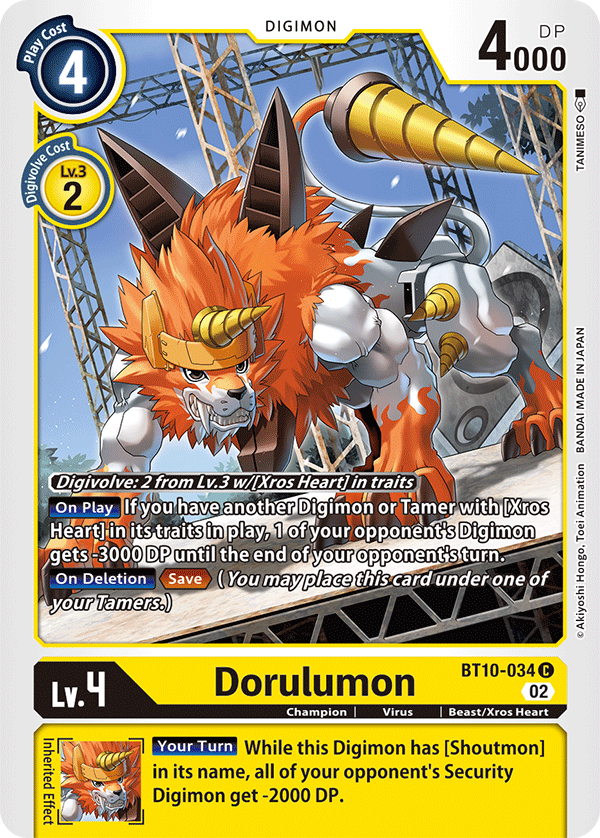 Play Cost
4
DIGIMON
4000
DP
Digivolve Cost
Lv.3
2
TANIMESO
BANDAI MADE IN JAPAN
© Akiyoshi Hongo, Toei Animation
Digivolve: 2 from Lv.3 w/[Xros Heart] in traits
On Play If you have another Digimon or Tamer with [Xros
Heart] in its traits in play, 1 of your opponent's Digimon
gets -3000 DP until the end of your opponent's turn.
On Deletion Save (You may place this card under one of
your Tamers.)
Lv.4
Dorulumon
BT10-034 C
02
Champion | Virus | Beast/Xros Heart
Inherited Effect
Your Turn While this Digimon has [Shoutmon]
in its name, all of your opponent's Security
Digimon get -2000 DP.